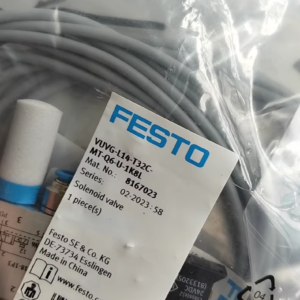 FESTO
VUVG-L14-T32C-
MT-Q6-U-1K8L
Mat. No.: 8167023
Series: 02-2023 : 58
Solenoid valve
1 piece(s)
Festo SE & Co. KG
DE-73734 Esslingen
Made in China
www.festo.